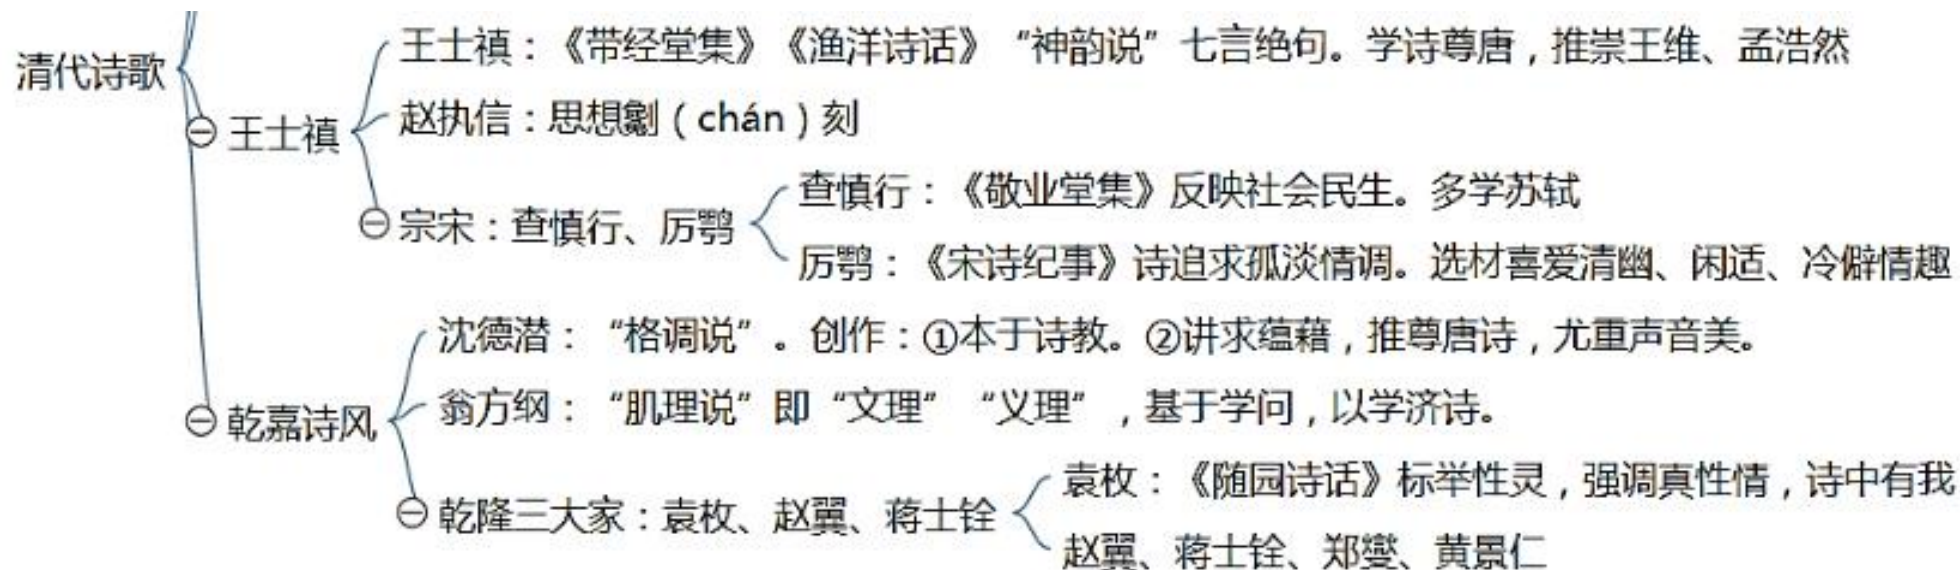 清代诗歌
王士禛
王士禛：《带经堂集》《渔洋诗话》“神韵说”七言绝句。学诗尊唐，推崇王维、孟浩然
赵执信：思想劖（chán）刻
宗宋：查慎行、厉鹗
查慎行：《敬业堂集》反映社会民生。多学苏轼
厉鹗：《宋诗纪事》诗追求孤淡情调。选材喜爱清幽、闲适、冷僻情趣
乾嘉诗风
沈德潜：“格调说”。创作：①本于诗教。②讲求蕴藉，推尊唐诗，尤重声音美。
翁方纲：“肌理说”即“文理”“义理”，基于学问，以学济诗。
乾隆三大家：袁枚、赵翼、蒋士铨
袁枚：《随园诗话》标举性灵，强调真性情，诗中有我
赵翼、蒋士铨、郑燮、黄景仁